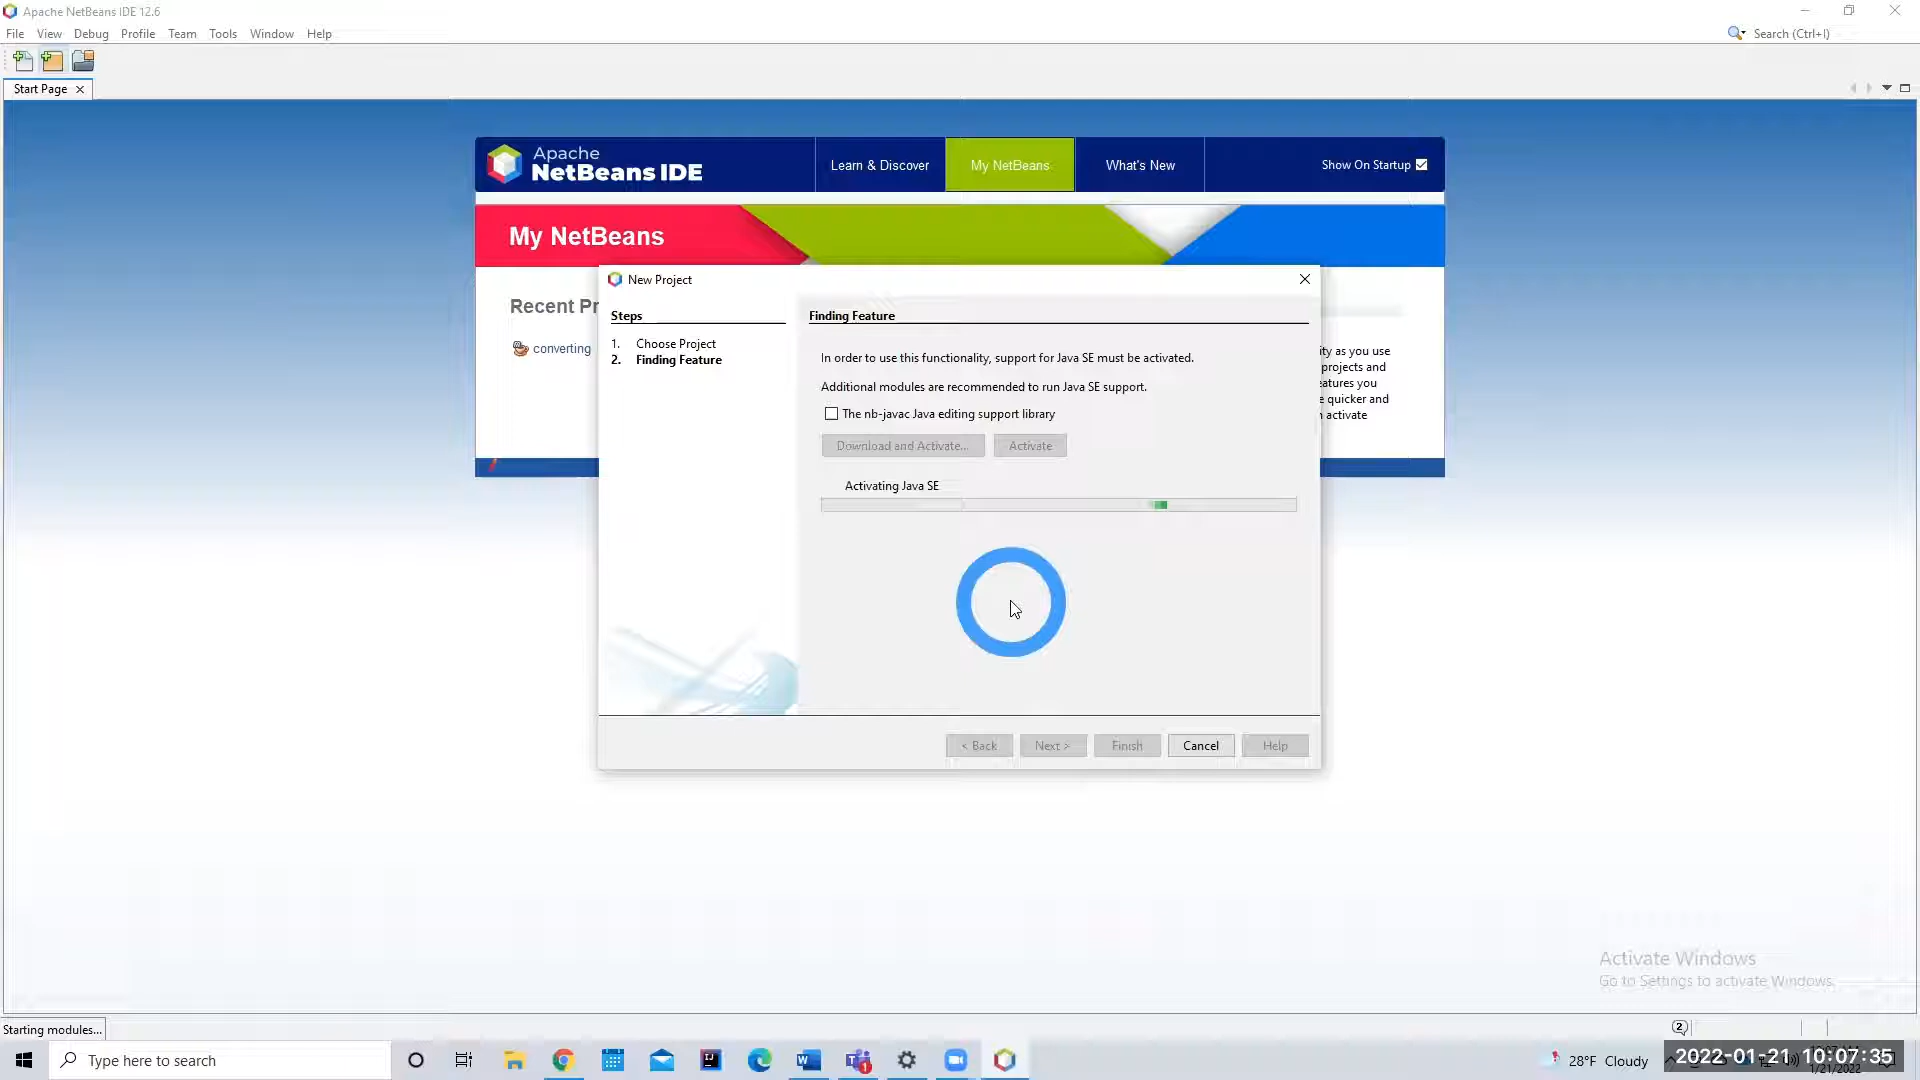 Apache NetBeans IDE 12.6
File View Debug Profile Team Tools Window Help
Search (Ctrl+I)
Start Page
Apache
NetBeans IDE
Learn & Discover
My NetBeans
What's New
Show On Startup
My NetBeans
Recent Pr
converting
New Project
Steps
1. Choose Project
2. Finding Feature
Finding Feature
In order to use this functionality, support for Java SE must be activated.
Additional modules are recommended to run Java SE support.
The nb-javac Java editing support library
Download and Activate...
Activate
Activating Java SE
ity as you use
projects and
eatures you
e quicker and
activate
< Back
Next >
Finish
Cancel
Help
Activate Windows
Go to Settings to activate Windows.
Starting modules...
2
Type here to search
28°F Cloudy
2022-01-21 10:07:35
1/21/2022